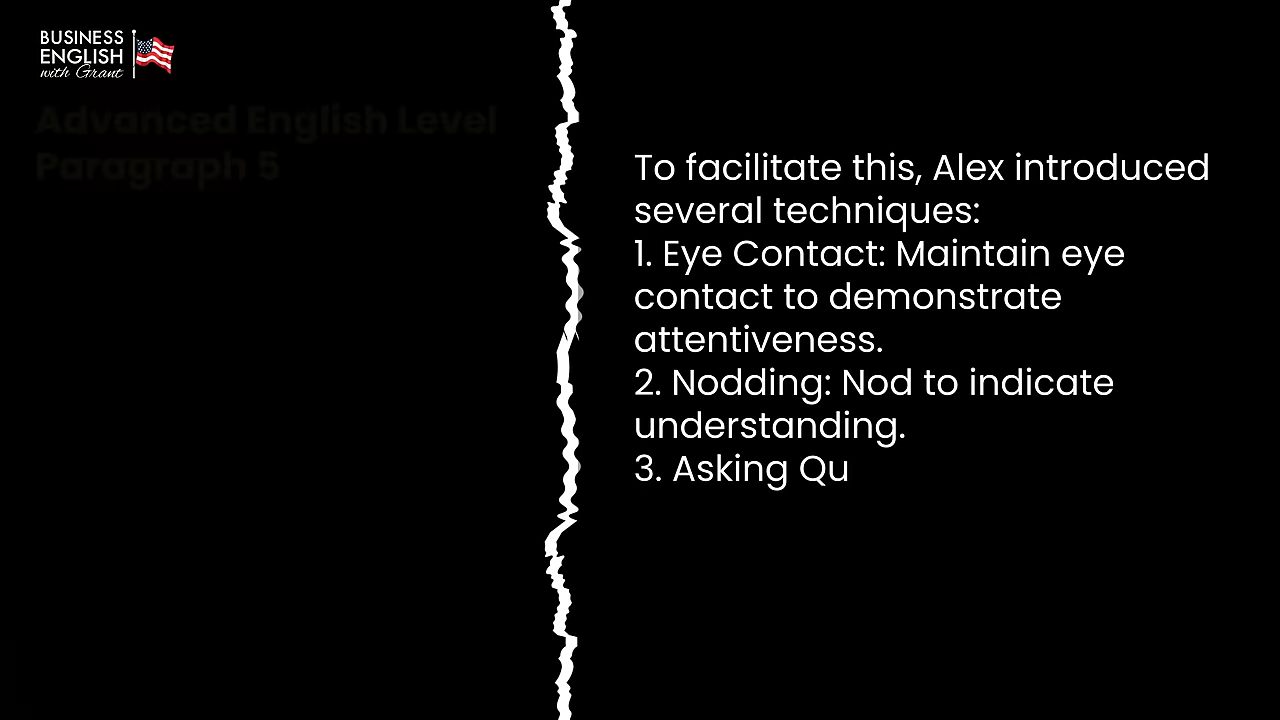 BUSINESS
ENGLISH
with Grant
Advanced English Level
Paragraph 5
To facilitate this, Alex introduced
several techniques:
1. Eye Contact: Maintain eye
contact to demonstrate
attentiveness.
2. Nodding: Nod to indicate
understanding.
3. Asking Qu